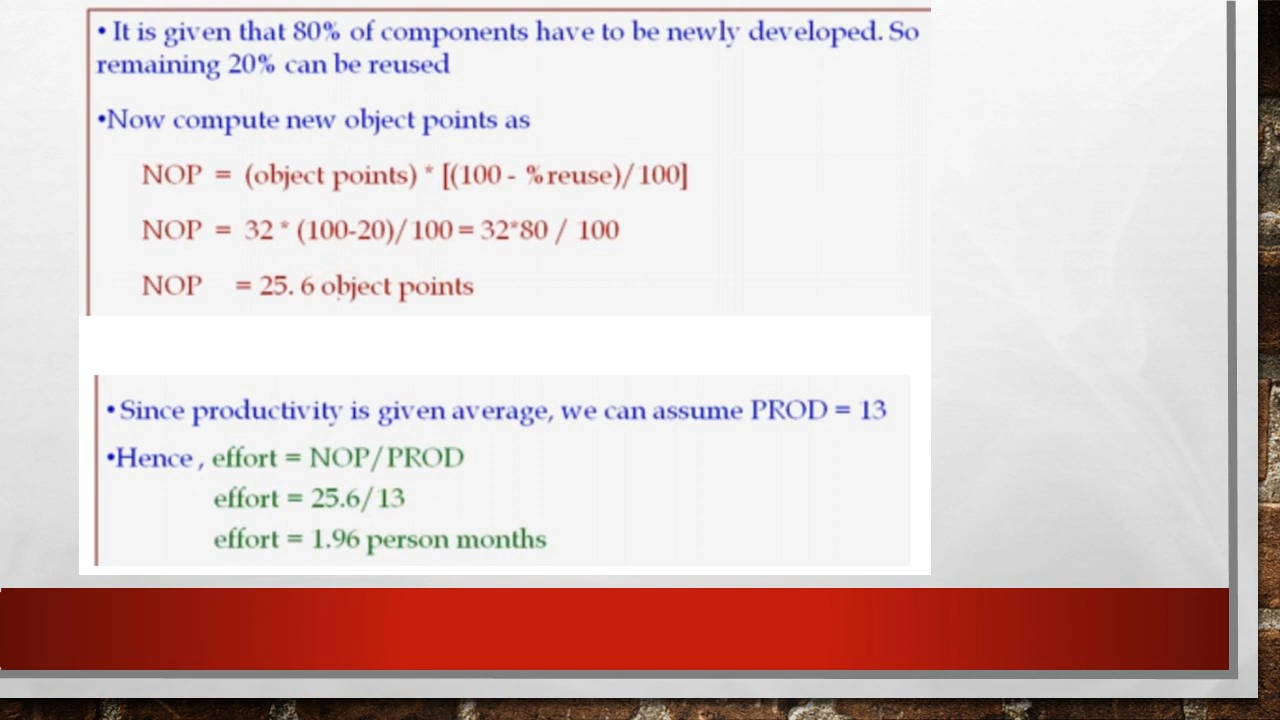 • It is given that 80% of components have to be newly developed. So
remaining 20% can be reused
•Now compute new object points as
NOP = (object points) * [(100 - %reuse)/100]
NOP = 32 * (100-20)/100 = 32*80 / 100
NOP = 25. 6 object points
• Since productivity is given average, we can assume PROD = 13
•Hence , effort = NOP/PROD
effort = 25.6/13
effort = 1.96 person months